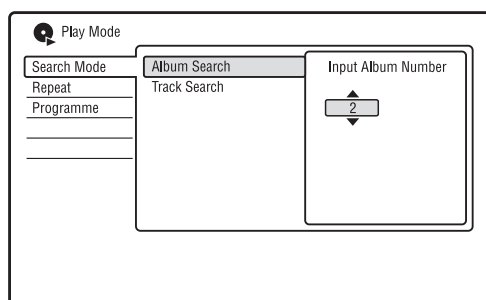 Play Mode
Search Mode
Repeat
Programme
Album Search
Track Search
Input Album Number
2